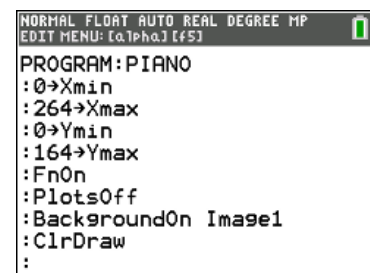 NORMAL FLOAT AUTO REAL DEGREE MP
EDIT MENU: [alpha] [f5]
PROGRAM:PIANO
:0→Xmin
:264→Xmax
:0→Ymin
:164→Ymax
:FnOn
:PlotsOff
:BackgroundOn Image1
:ClrDraw
: